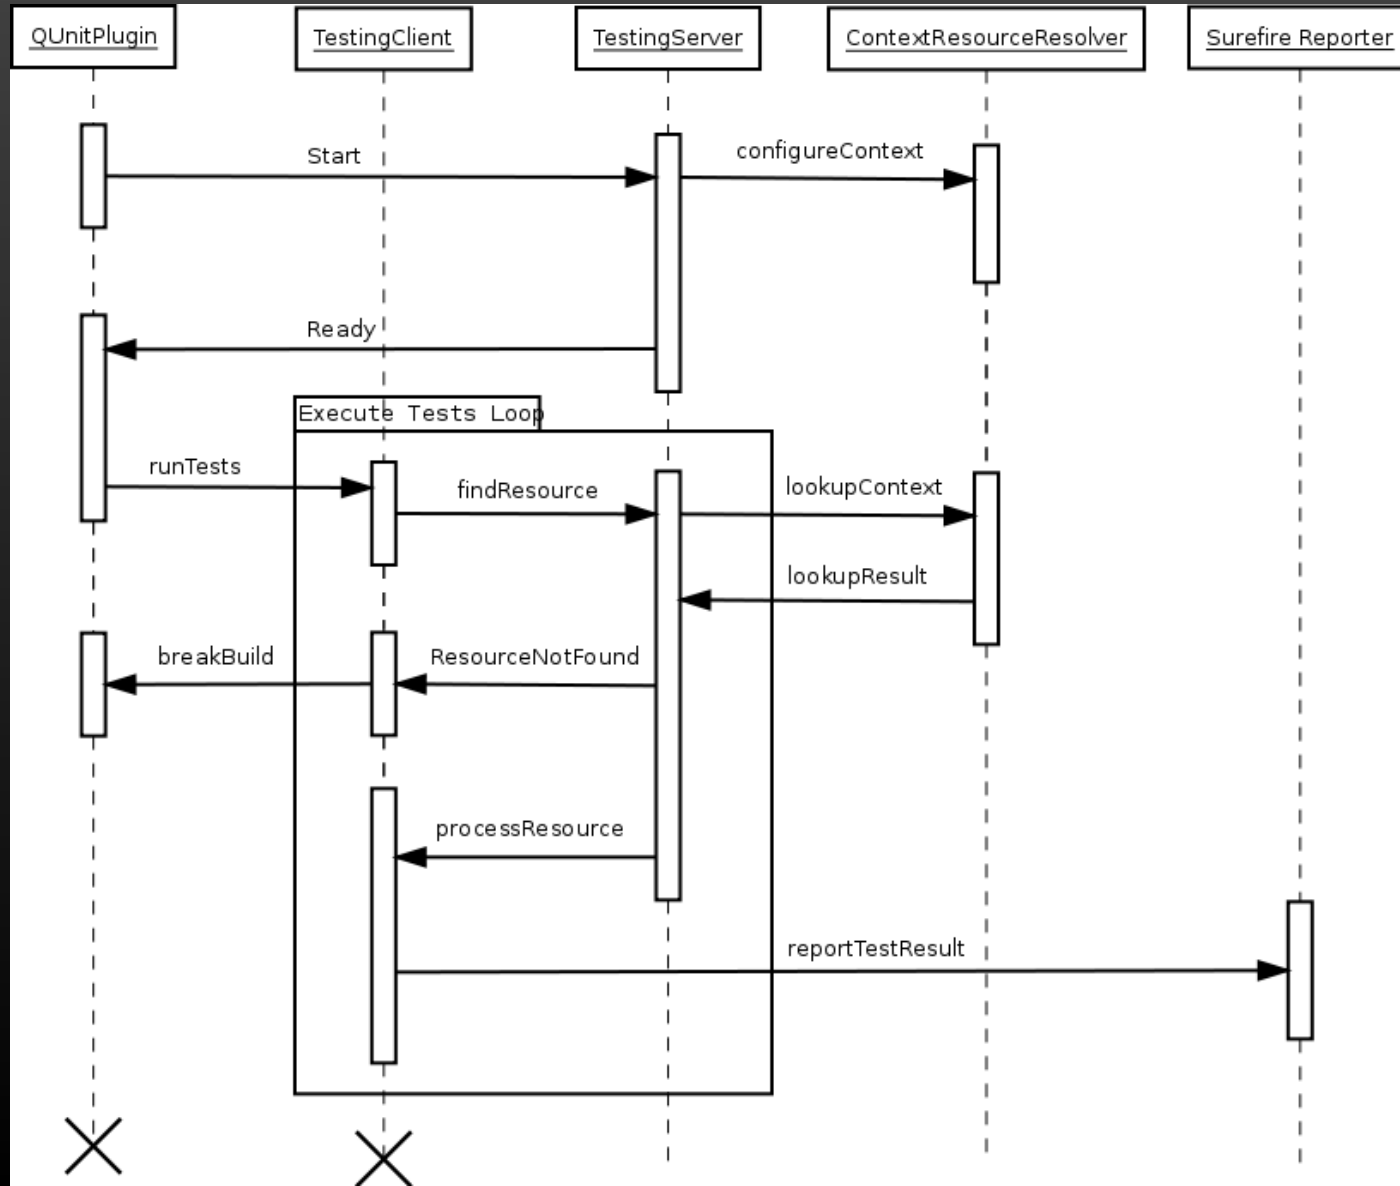 QUnitPlugin
TestingClient
TestingServer
ContextResourceResolver
Surefire Reporter
Start
configureContext
Ready
Execute Tests Loop
runTests
findResource
lookupContext
lookupResult
breakBuild
ResourceNotFound
processResource
reportTestResult